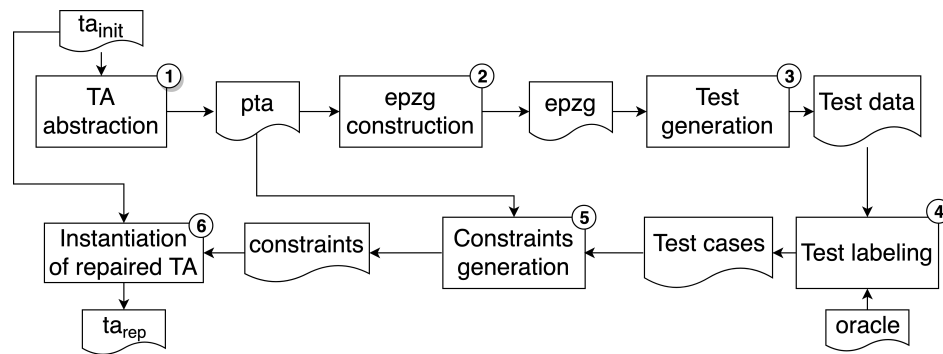 ta_init
1
TA
abstraction
pta
2
epzg
construction
epzg
3
Test
generation
Test data
6
Instantiation
of repaired TA
constraints
5
Constraints
generation
Test cases
4
Test labeling
ta_rep
oracle